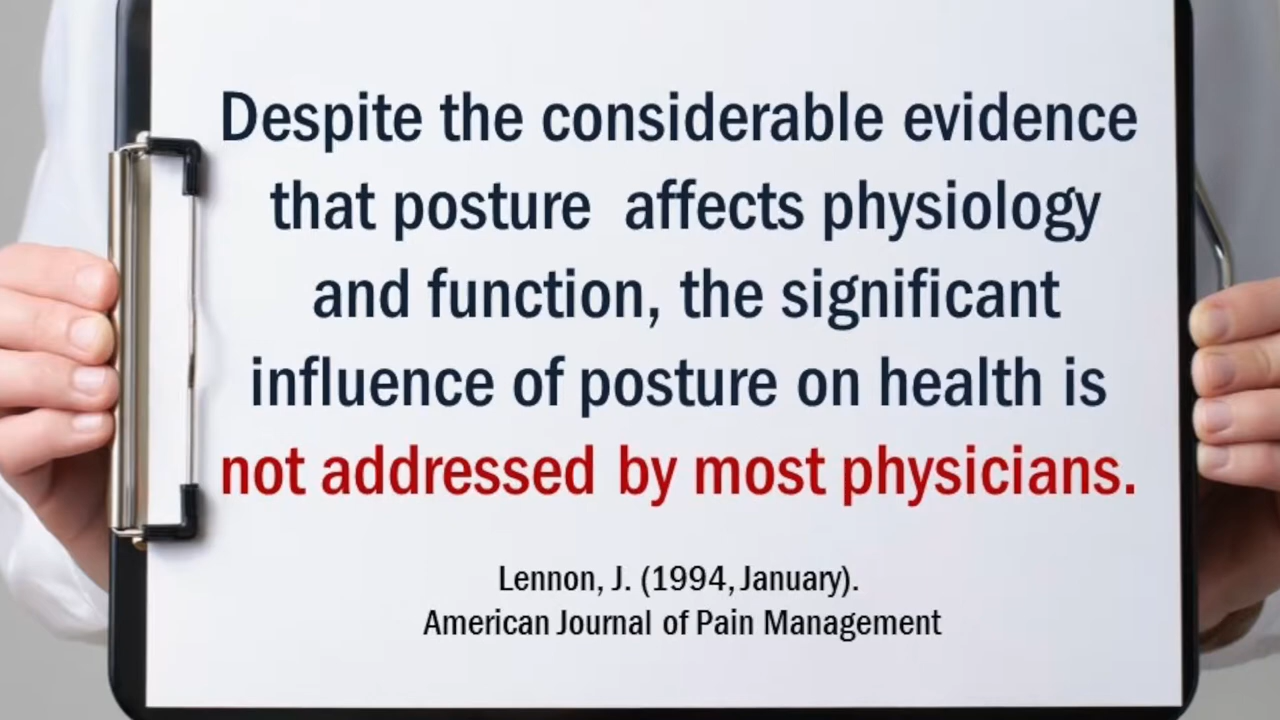 Despite the considerable evidence
that posture affects physiology
and function, the significant
influence of posture on health is
not addressed by most physicians.
Lennon, J. (1994, January).
American Journal of Pain Management